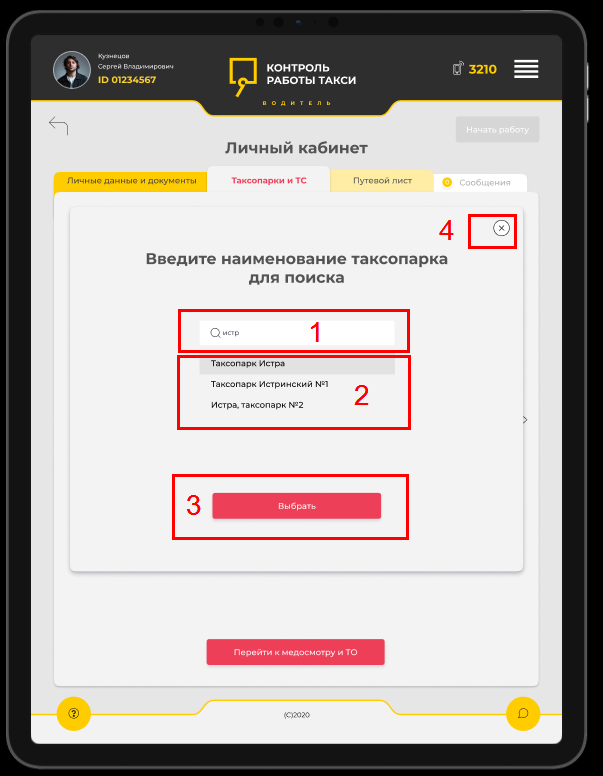 Кузнецов
Сергей Владимирович
ID 01234567
КОНТРОЛЬ
РАБОТЫ ТАКСИ
ВОДИТЕЛЬ
3210
Начать работу
Личный кабинет
Личные данные и документы
Таксопарки и ТС
Путевой лист
0 Сообщения
4
Введите наименование таксопарка
для поиска
истр
1
Таксопарк Истра
Таксопарк Истринский №1
2
Истра, таксопарк №2
3
Выбрать
Перейти к медосмотру и ТО
?
(C)2020